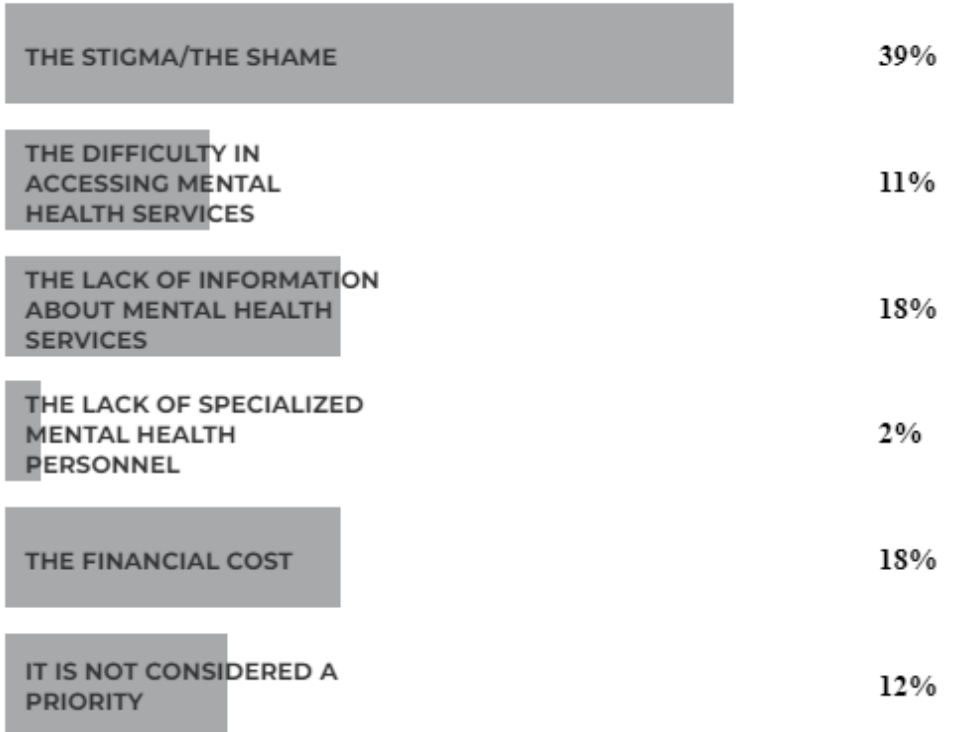 THE STIGMA/THE SHAME 39%
THE DIFFICULTY IN
ACCESSING MENTAL 11%
HEALTH SERVICES
THE LACK OF INFORMATION
ABOUT MENTAL HEALTH 18%
SERVICES
THE LACK OF SPECIALIZED
MENTAL HEALTH 2%
PERSONNEL
THE FINANCIAL COST 18%
IT IS NOT CONSIDERED A
PRIORITY 12%